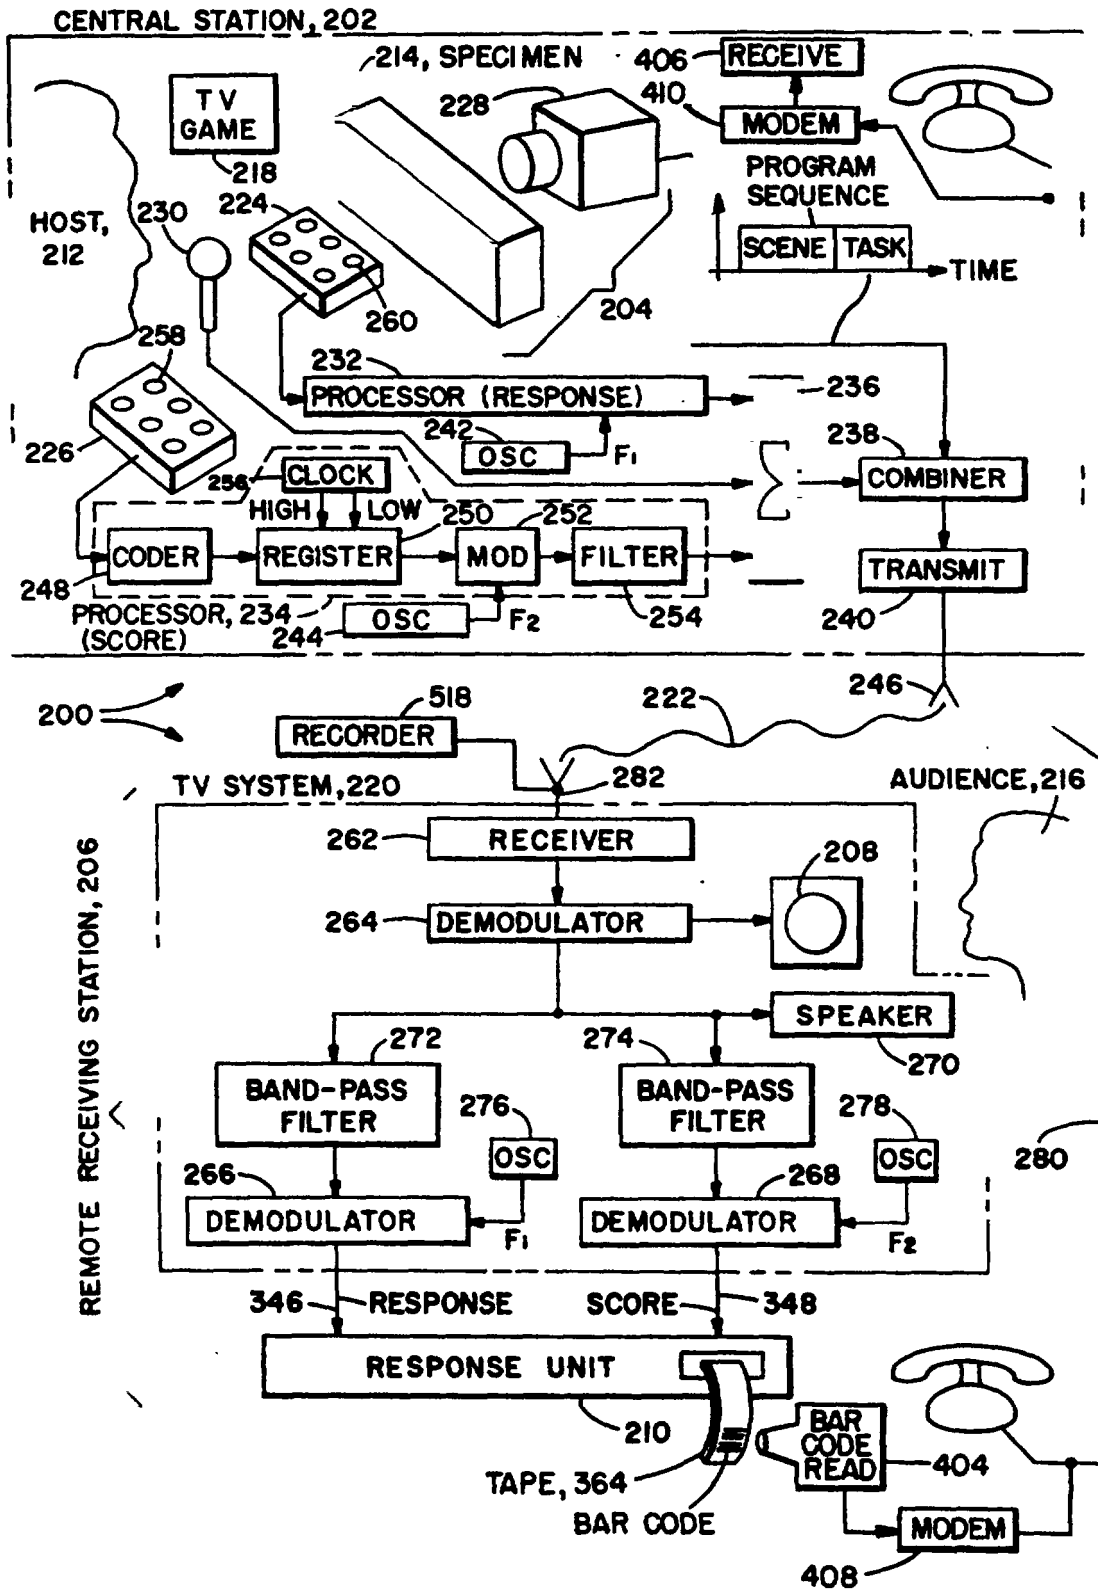 CENTRAL STATION, 202
214, SPECIMEN
406
RECEIVE
410
MODEM
TV
GAME
218
228
PROGRAM
SEQUENCE
SCENE
TASK
TIME
HOST,
212
230
224
260
204
258
226
232
PROCESSOR (RESPONSE)
236
242
OSC
F1
238
COMBINER
256
CLOCK
HIGH
LOW
250
252
CODER
REGISTER
MOD
FILTER
TRANSMIT
248
PROCESSOR, 234
(SCORE)
244
OSC
F2
254
240
246
200
518
RECORDER
222
282
TV SYSTEM, 220
AUDIENCE, 216
REMOTE RECEIVING STATION, 206
262
RECEIVER
208
264
DEMODULATOR
SPEAKER
270
272
BAND-PASS
FILTER
274
BAND-PASS
FILTER
276
OSC
278
OSC
280
266
DEMODULATOR
F1
268
DEMODULATOR
F2
346
RESPONSE
SCORE
348
RESPONSE UNIT
210
TAPE, 364
BAR CODE
BAR
CODE
READ
404
MODEM
408